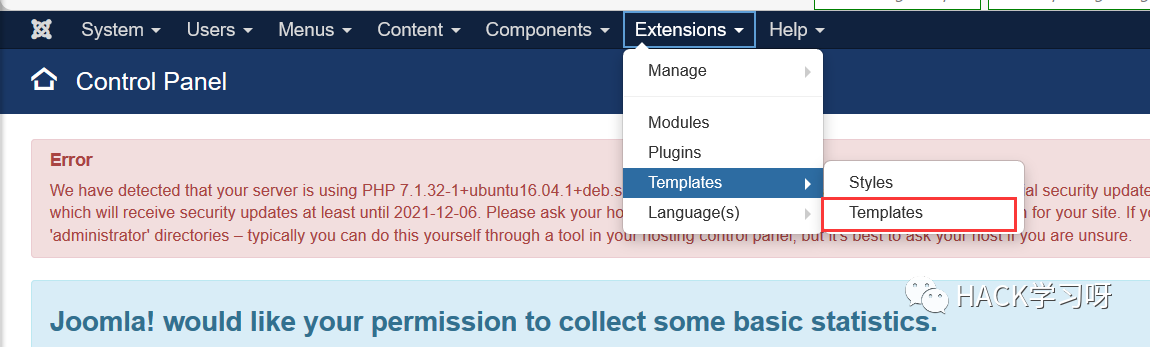 System Users Menus Content Components Extensions Help
Control Panel
Manage
Modules
Plugins
Templates
Language(s)
Styles
Templates
Error
We have detected that your server is using PHP 7.1.32-1+ubuntu16.04.1+deb.s al security update
which will receive security updates at least until 2021-12-06. Please ask your ho n for your site. If yo
'administrator' directories – typically you can do this yourself through a tool in your hosting control panel, but it's best to ask your host if you are unsure.
Joomla! would like your permission to collect some basic statistics.
HACK学习呀